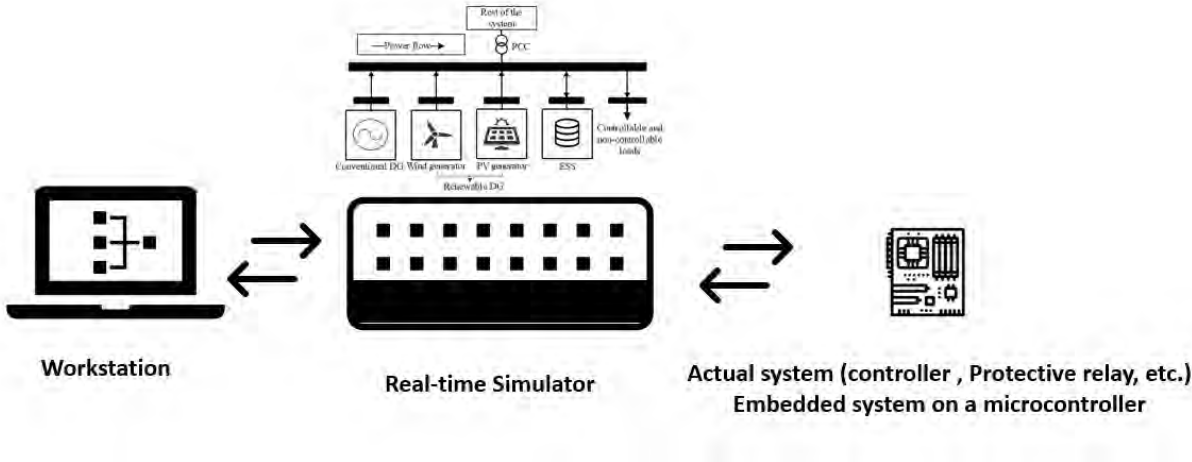 Rest of the
system
Power flow
PCC
Controllable and
non-controllable
loads
Conventional DG Wind generator PV generator ESS
Renewable DG
Workstation
Real-time Simulator
Actual system (controller , Protective relay, etc.)
Embedded system on a microcontroller